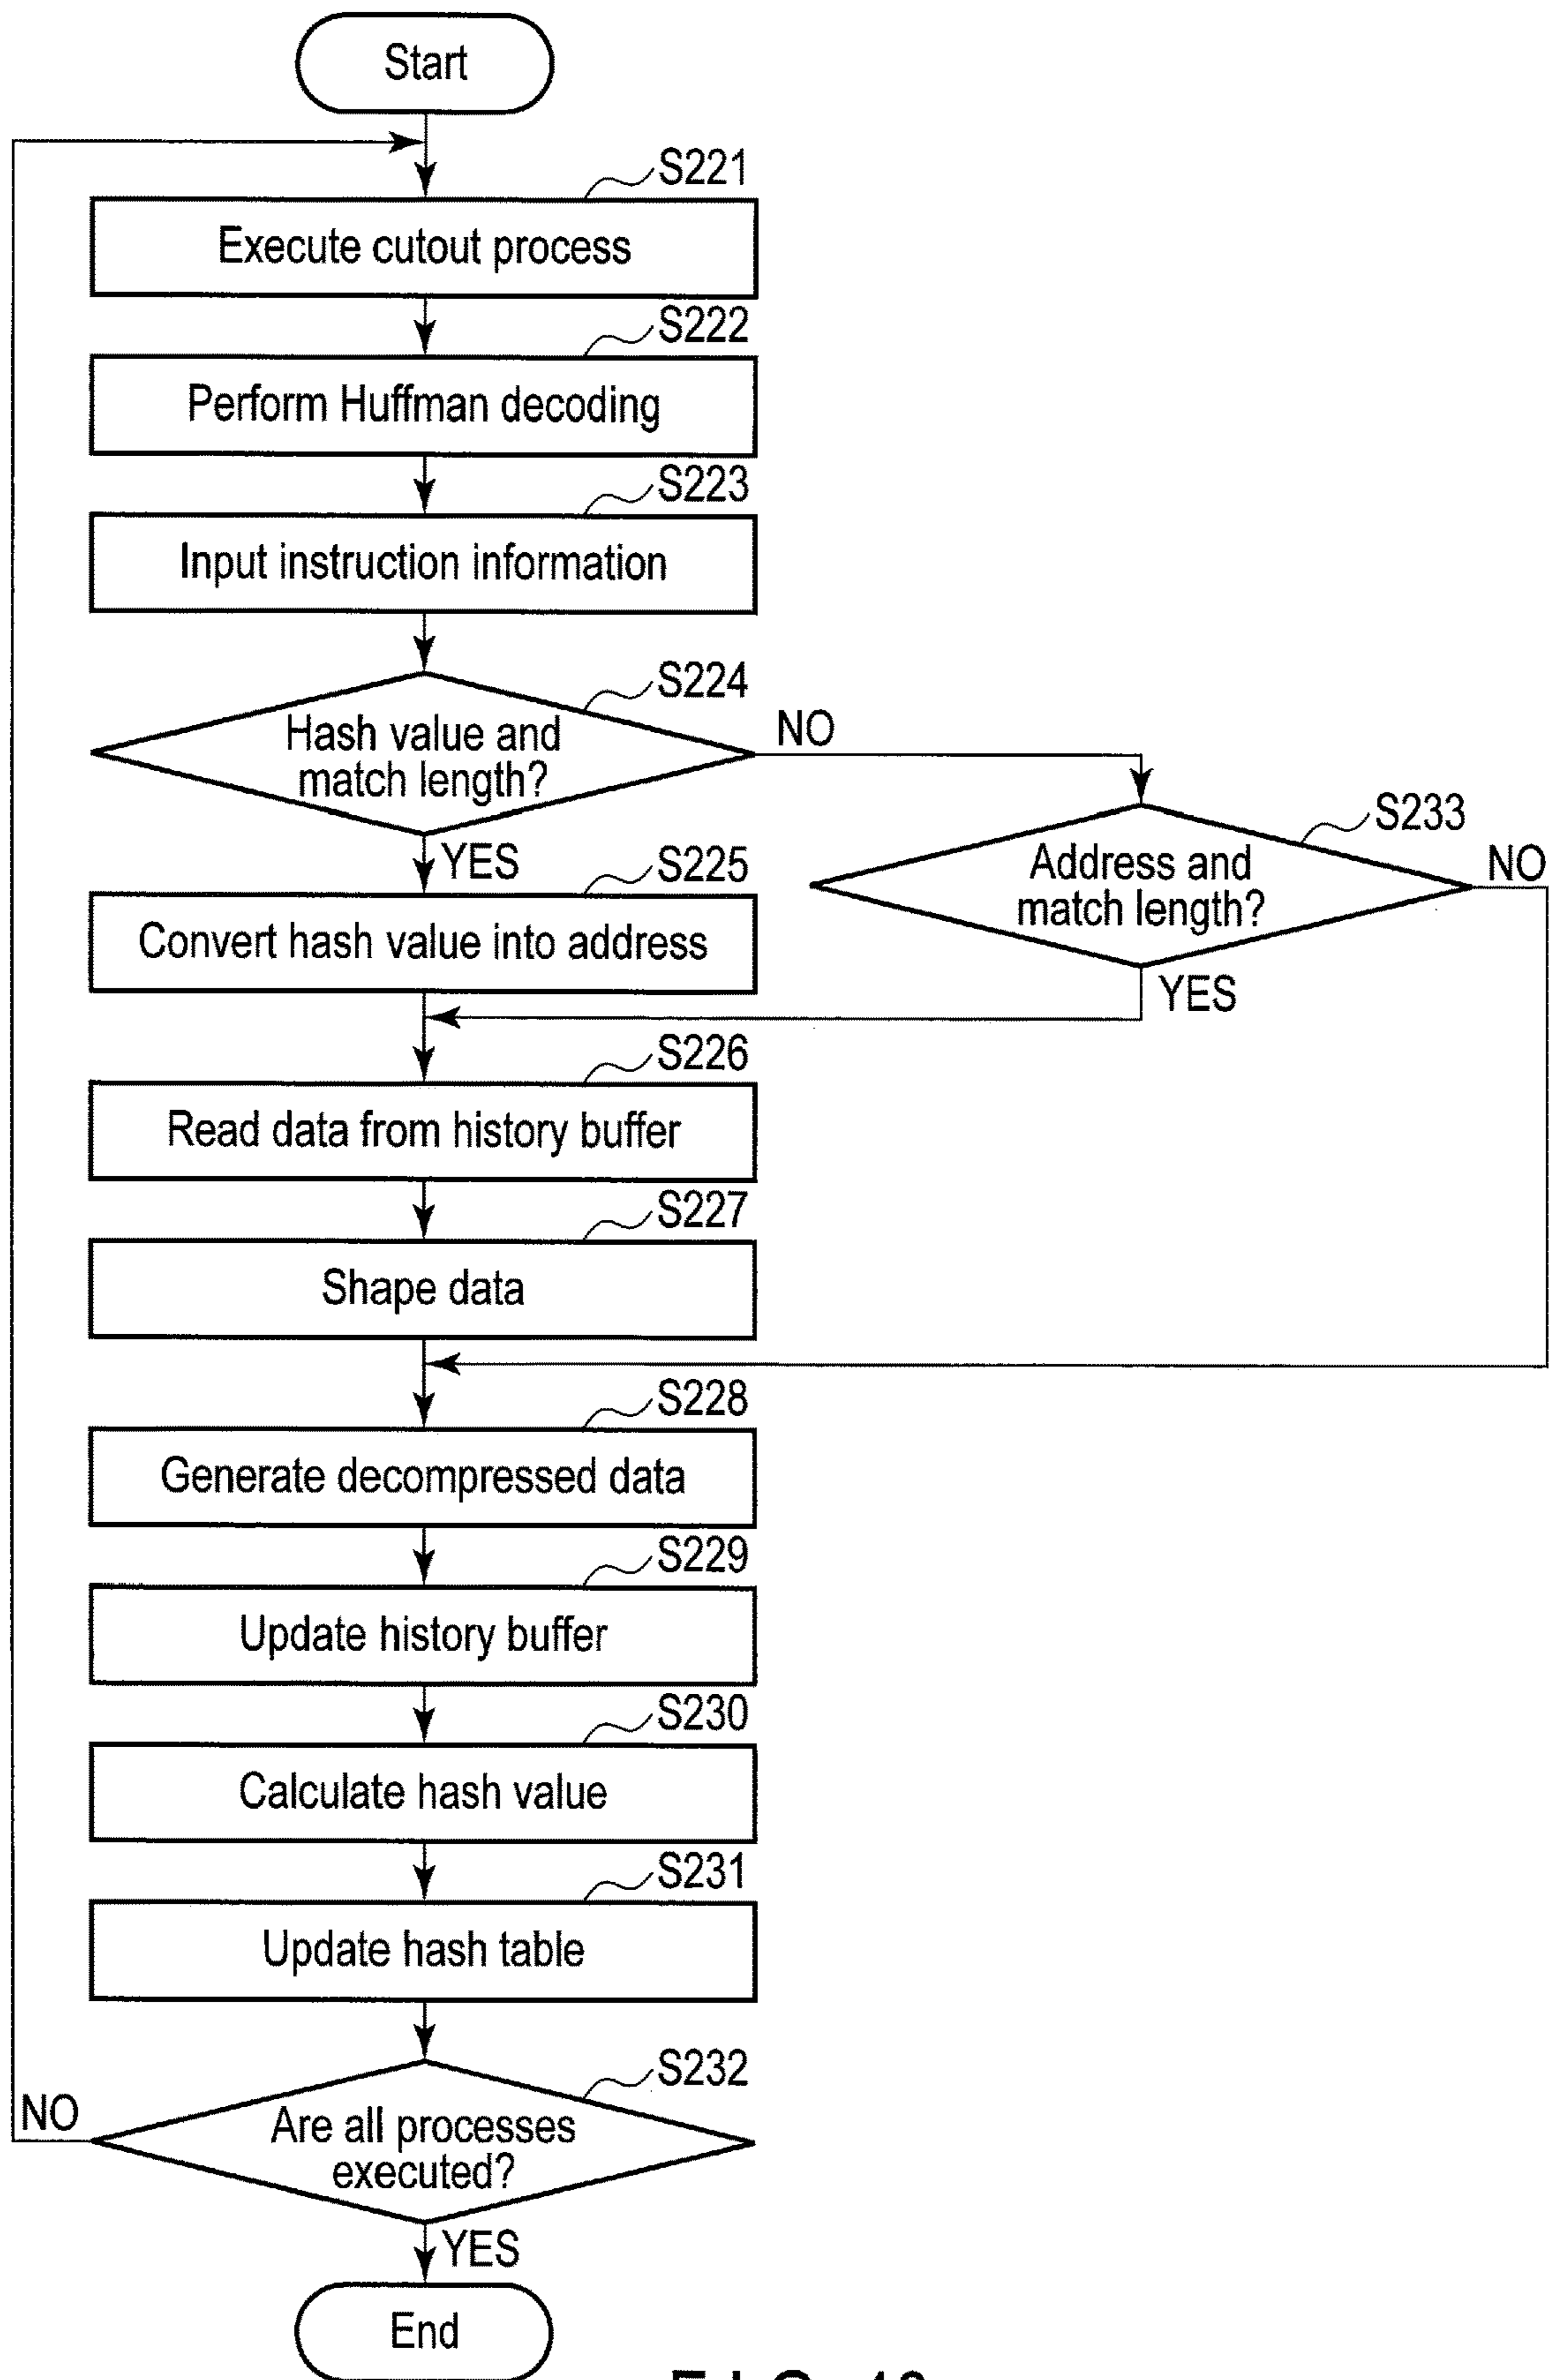 Start
S221
Execute cutout process
S222
Perform Huffman decoding
S223
Input instruction information
S224
Hash value and
match length?
NO
S233
Address and
match length?
NO
YES
S225
Convert hash value into address
YES
S226
Read data from history buffer
S227
Shape data
S228
Generate decompressed data
S229
Update history buffer
S230
Calculate hash value
S231
Update hash table
S232
Are all processes
executed?
NO
YES
End